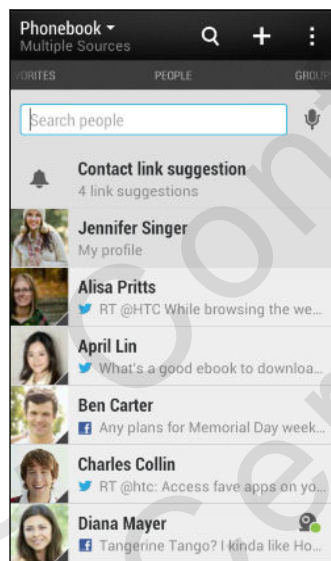 Phonebook
Multiple Sources
PEOPLE
Search people
Contact link suggestion
4 link suggestions
Jennifer Singer
My profile
Alisa Pritts
RT @HTC While browsing the we...
April Lin
What's a good ebook to downloa...
Ben Carter
Any plans for Memorial Day week...
Charles Collin
RT @htc: Access fave apps on yo...
Diana Mayer
Tangerine Tango? I kinda like Ho...